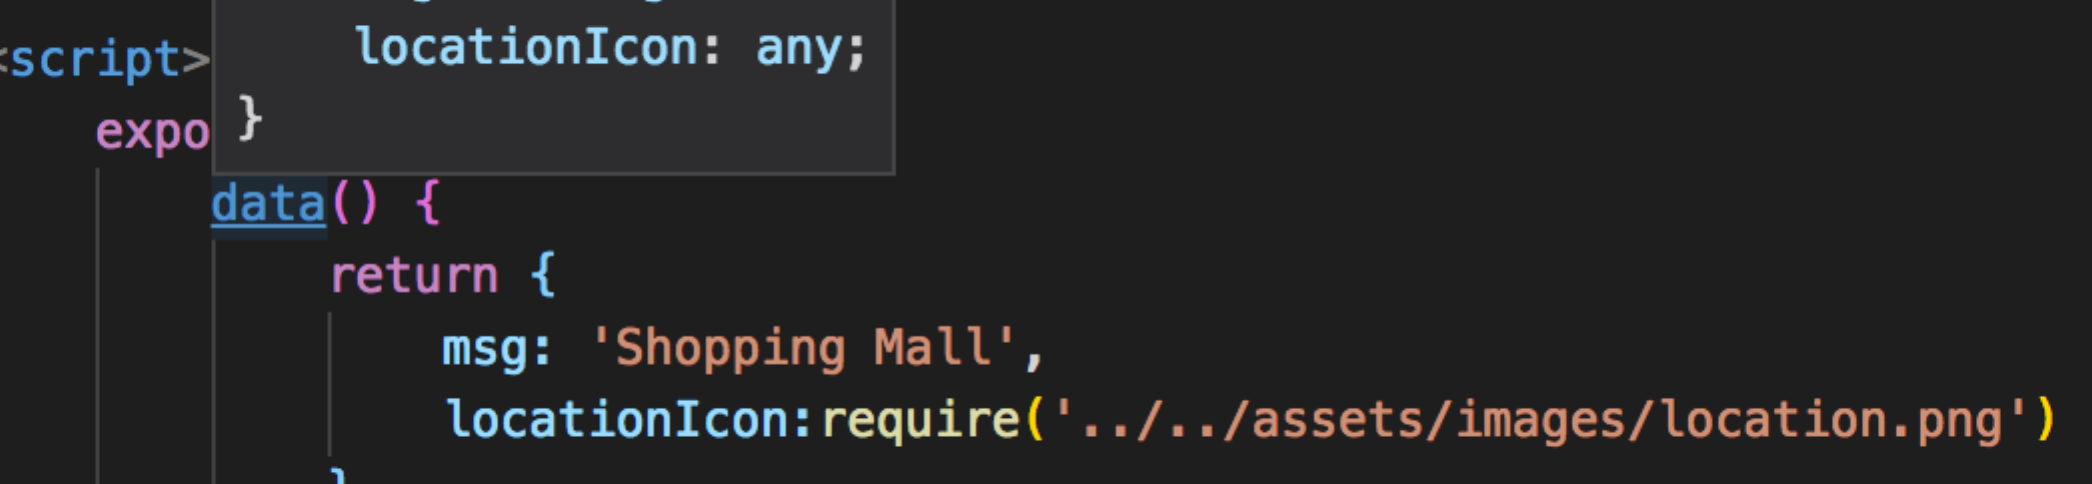 locationIcon: any;
<script>
}
expo
data() {
return {
msg: 'Shopping Mall',
locationIcon:require('../../assets/images/location.png')
}